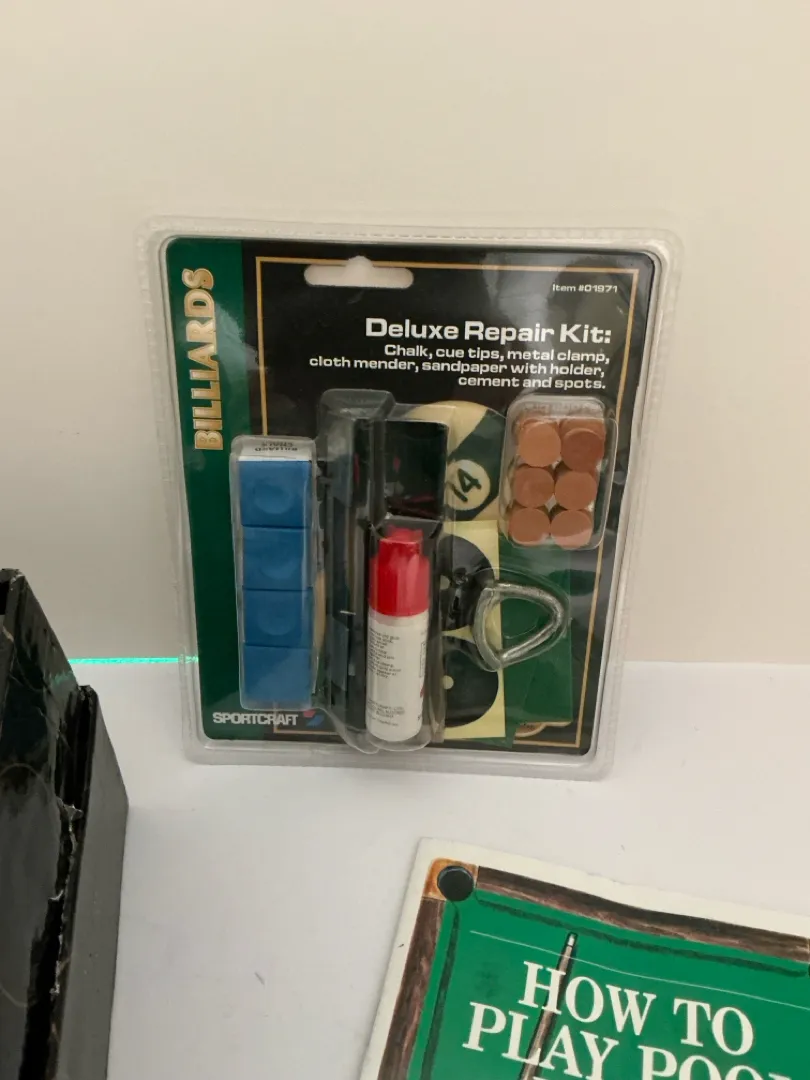 BILLIARDS
Item #01971
Deluxe Repair Kit:
Chalk, cue tips, metal clamp,
cloth mender, sandpaper with holder,
cement and spots.
14
SPORTCRAFT
HOW TO
PLAY POOL